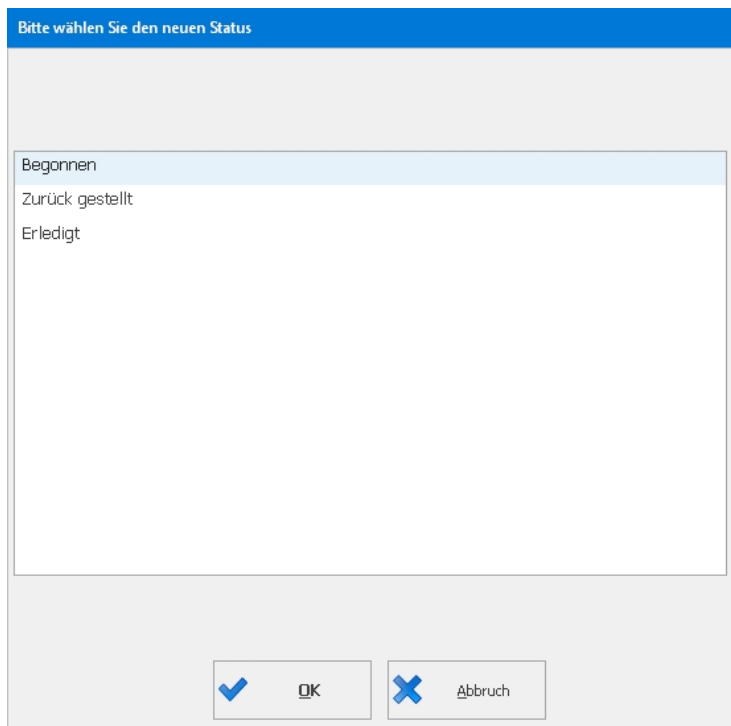 Bitte wählen Sie den neuen Status
Begonnen
Zurück gestellt
Erledigt
OK
Abbruch